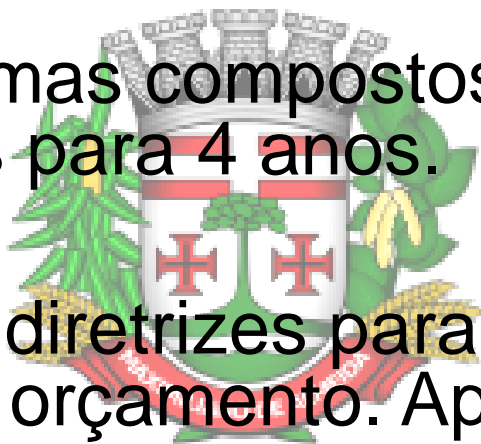 mas compostos
para 4 anos.
diretrizes para
orçamento. Ap